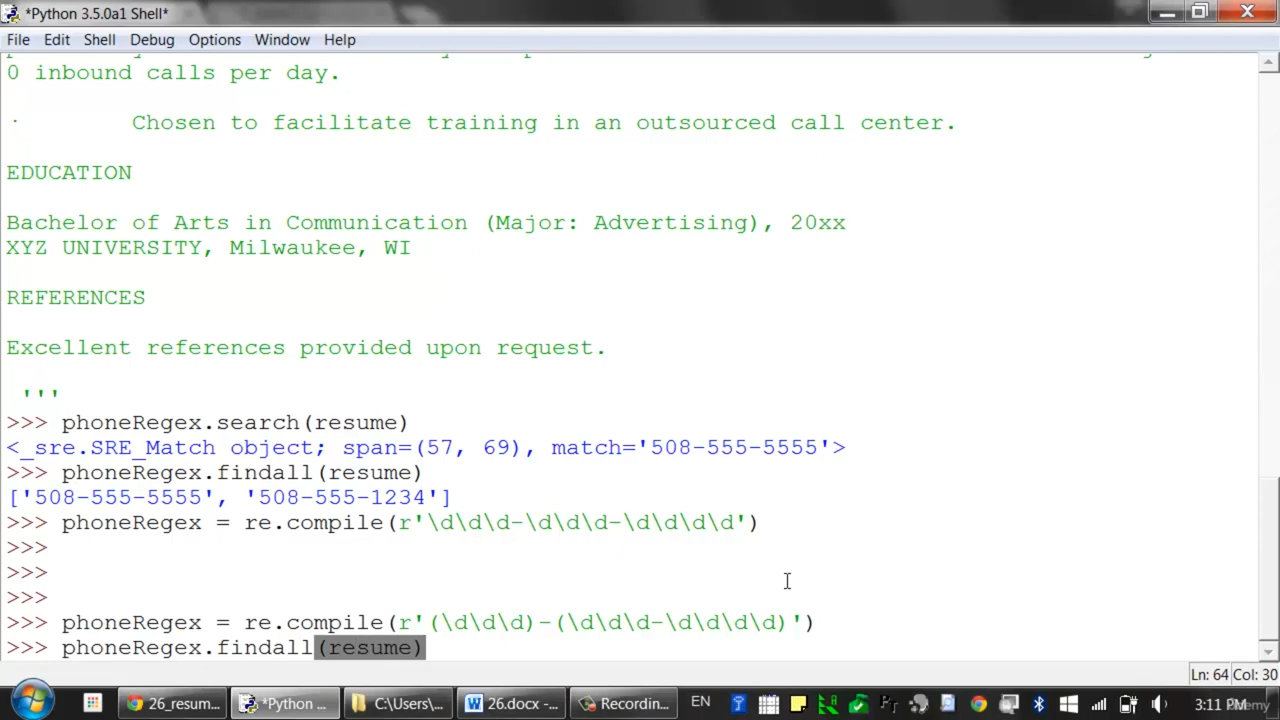 *Python 3.5.0a1 Shell*
File Edit Shell Debug Options Window Help
0 inbound calls per day.
· Chosen to facilitate training in an outsourced call center.
EDUCATION
Bachelor of Arts in Communication (Major: Advertising), 20xx
XYZ UNIVERSITY, Milwaukee, WI
REFERENCES
Excellent references provided upon request.
'''
>>> phoneRegex.search(resume)
<_sre.SRE_Match object; span=(57, 69), match='508-555-5555'>
>>> phoneRegex.findall(resume)
['508-555-5555', '508-555-1234']
>>> phoneRegex = re.compile(r'\d\d\d-\d\d\d-\d\d\d\d')
>>>
>>>
>>>
>>> phoneRegex = re.compile(r'(\d\d\d)-(\d\d\d-\d\d\d\d)')
>>> phoneRegex.findall(resume)
Ln: 64 Col: 30
26_resum... *Python ... C:\Users\... 26.docx -... Recordin... EN 3:11 PM
Udemy